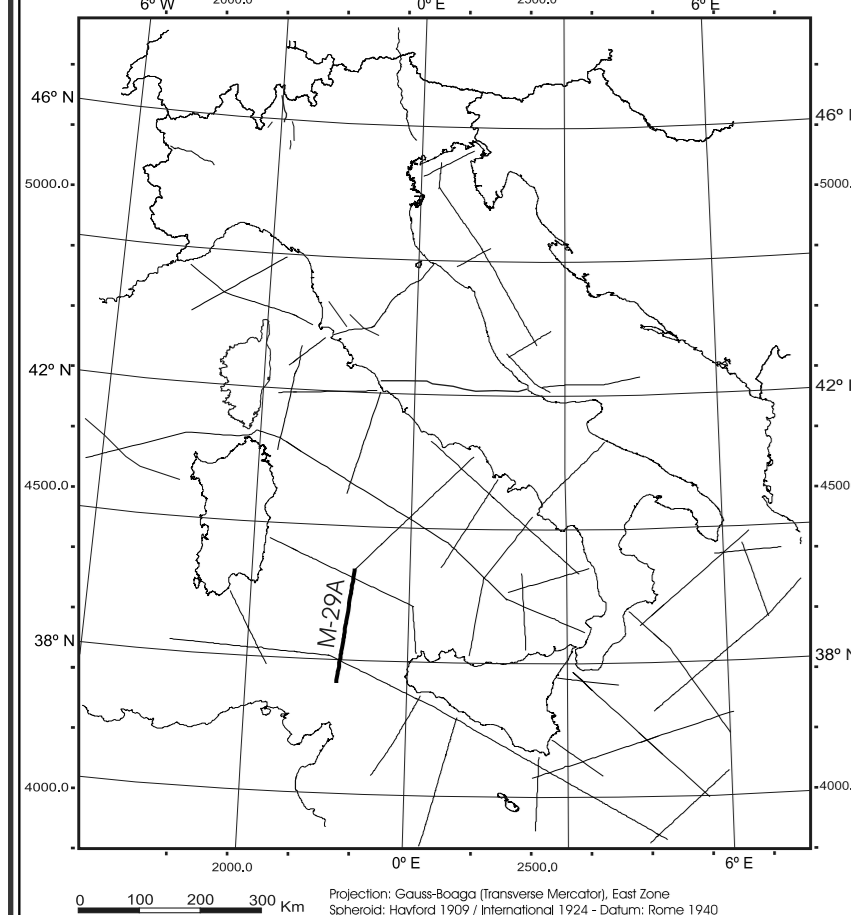 6° W 2000.0 0° E 2500.0 6° E
46° N 46°
5000.0 5000.
42° N 42°
4500.0 4500
M-29A
38° N 38° N
4000.0 4000.
2000.0 0° E 2500.0 6° E
0 100 200 300 Km
Projection: Gauss-Boaga (Transverse Mercator), East Zone
Spheroid: Hayford 1909 / International 1924 - Datum: Rome 1940